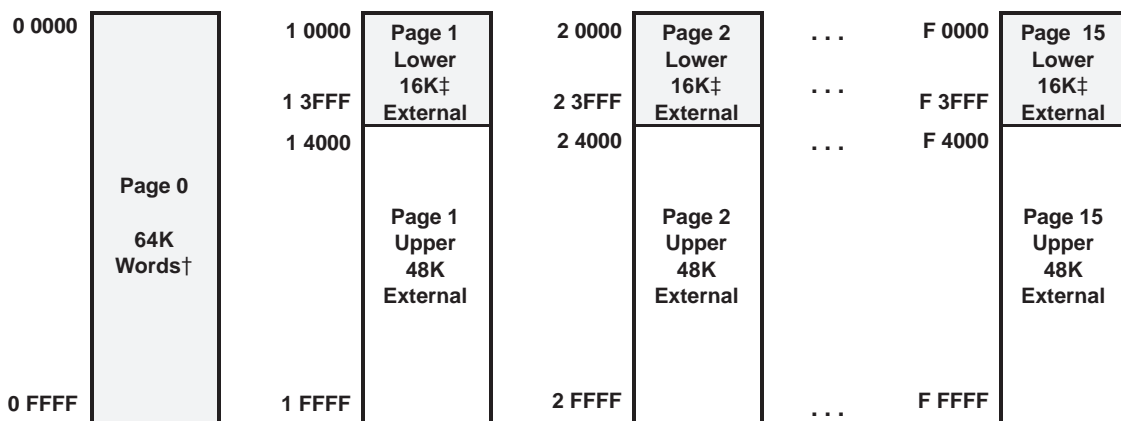 0 0000
Page 0
64K
Words†
0 FFFF
1 0000
1 3FFF
1 4000
1 FFFF
Page 1
Lower
16K‡
External
Page 1
Upper
48K
External
2 0000
2 3FFF
2 4000
2 FFFF
Page 2
Lower
16K‡
External
Page 2
Upper
48K
External
. . .
. . .
. . .
. . .
F 0000
F 3FFF
F 4000
F FFFF
Page 15
Lower
16K‡
External
Page 15
Upper
48K
External